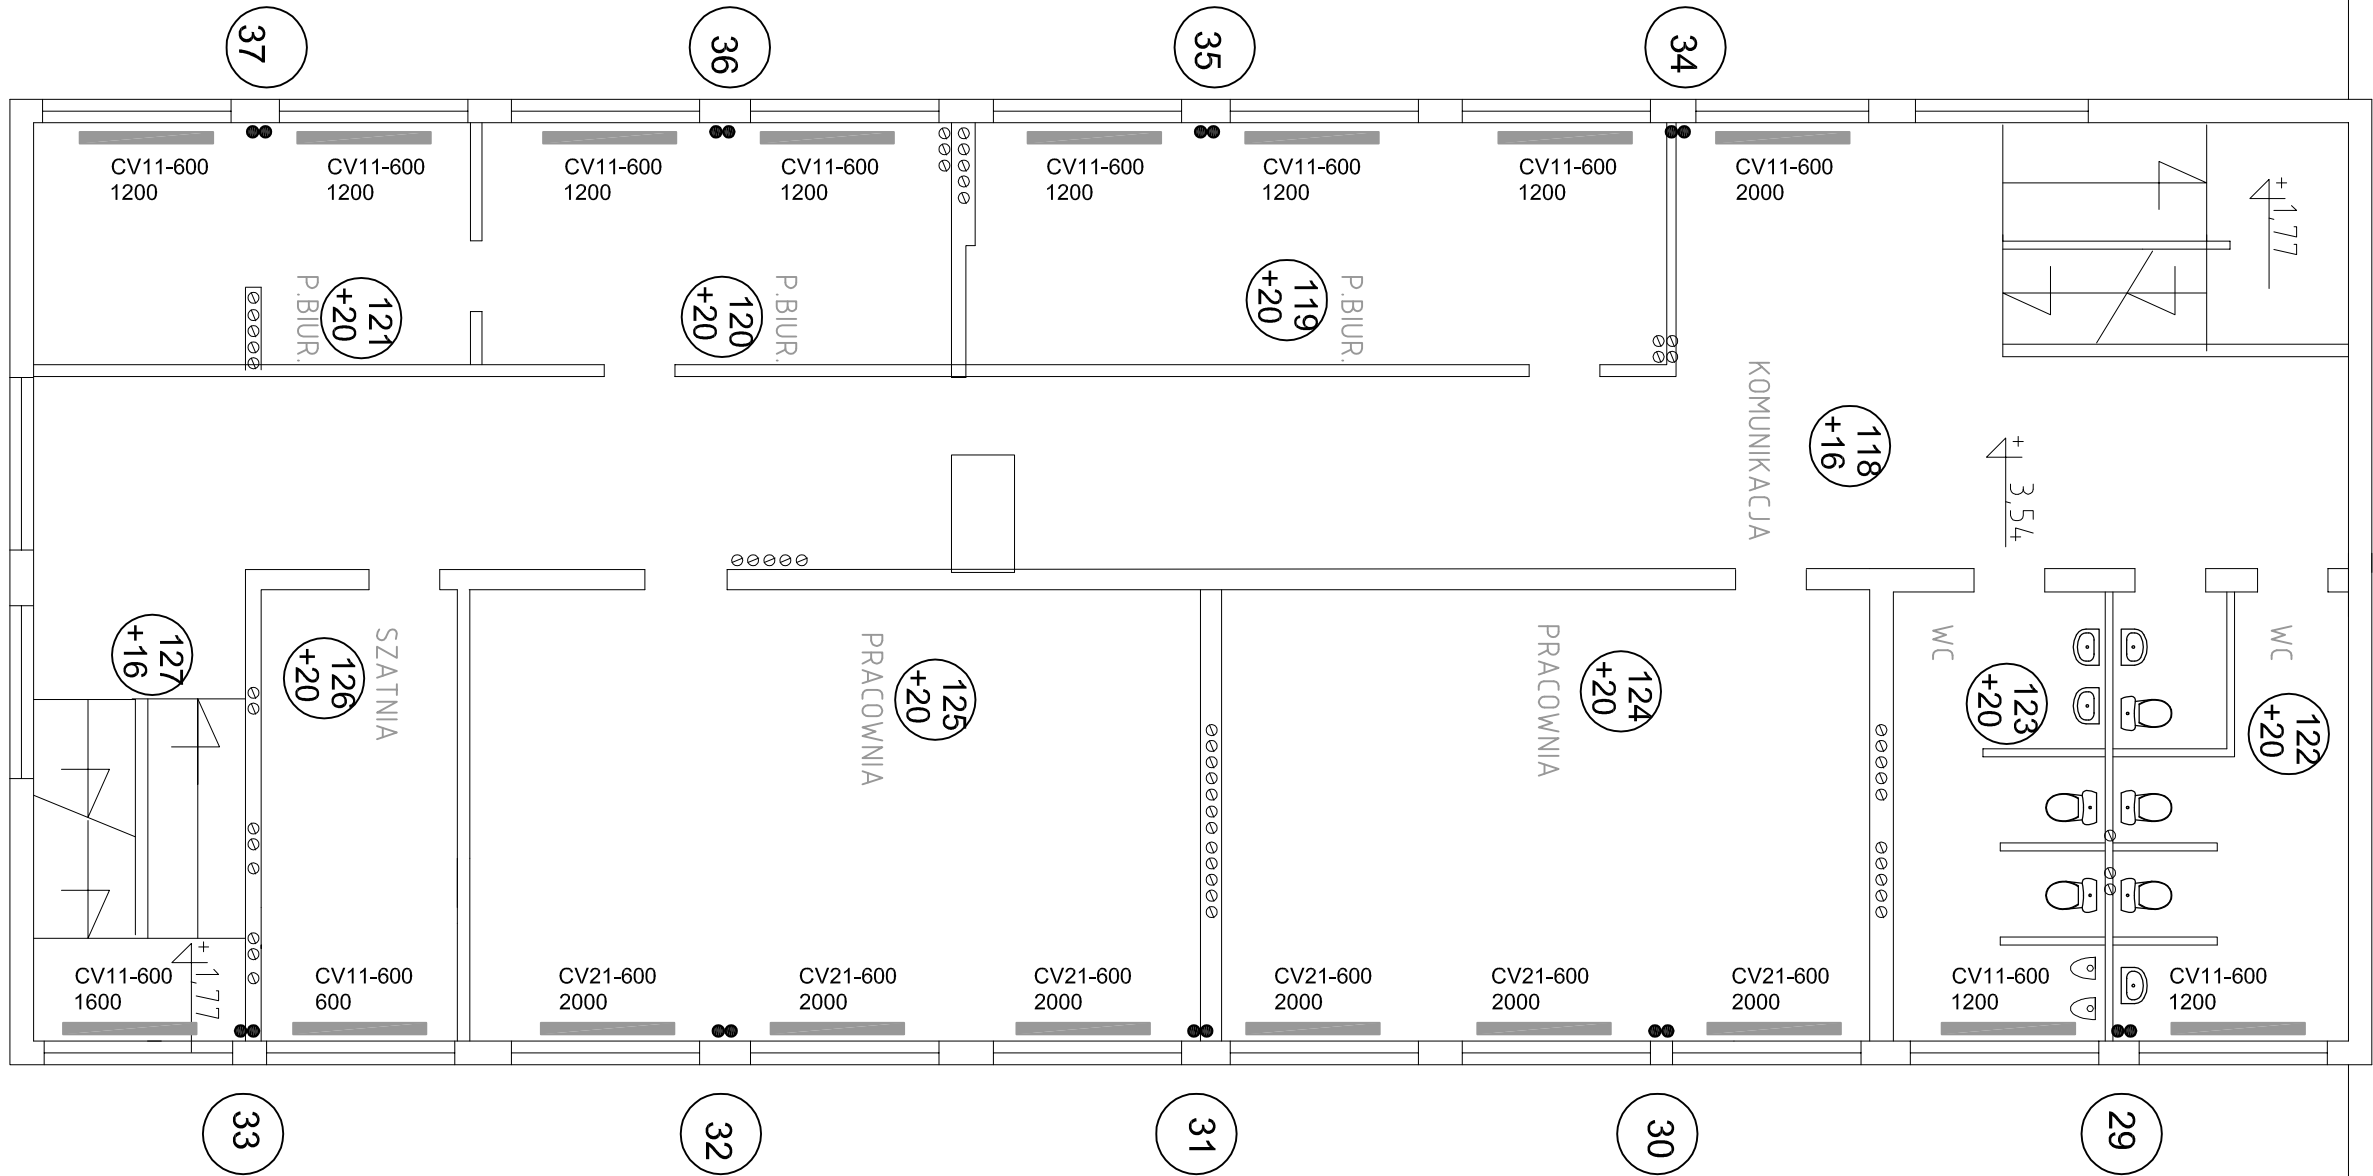 37
36
35
34
CV11-600
1200
CV11-600
1200
CV11-600
1200
CV11-600
1200
CV11-600
1200
CV11-600
1200
CV11-600
1200
CV11-600
2000
+1,77
P.BIUR.
121
+20
P.BIUR.
120
+20
P.BIUR.
119
+20
KOMUNIKACJA
118
+16
+3,54
127
+16
SZATNIA
126
+20
PRACOWNIA
125
+20
PRACOWNIA
124
+20
WC
123
+20
WC
122
+20
CV11-600
1600
+1,77
CV11-600
600
CV21-600
2000
CV21-600
2000
CV21-600
2000
CV21-600
2000
CV21-600
2000
CV21-600
2000
CV11-600
1200
CV11-600
1200
33
32
31
30
29